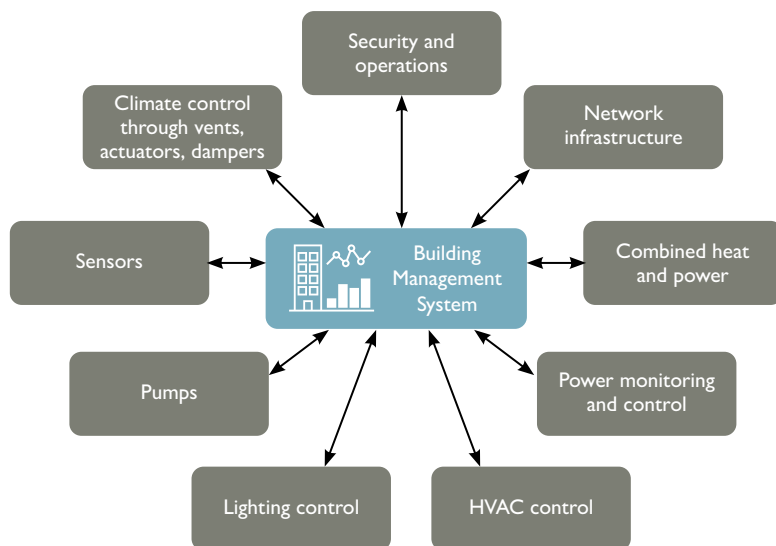 Security and
operations
Climate control
through vents,
actuators, dampers
Network
infrastructure
Sensors
Building
Management
System
Combined heat
and power
Pumps
Power monitoring
and control
Lighting control
HVAC control